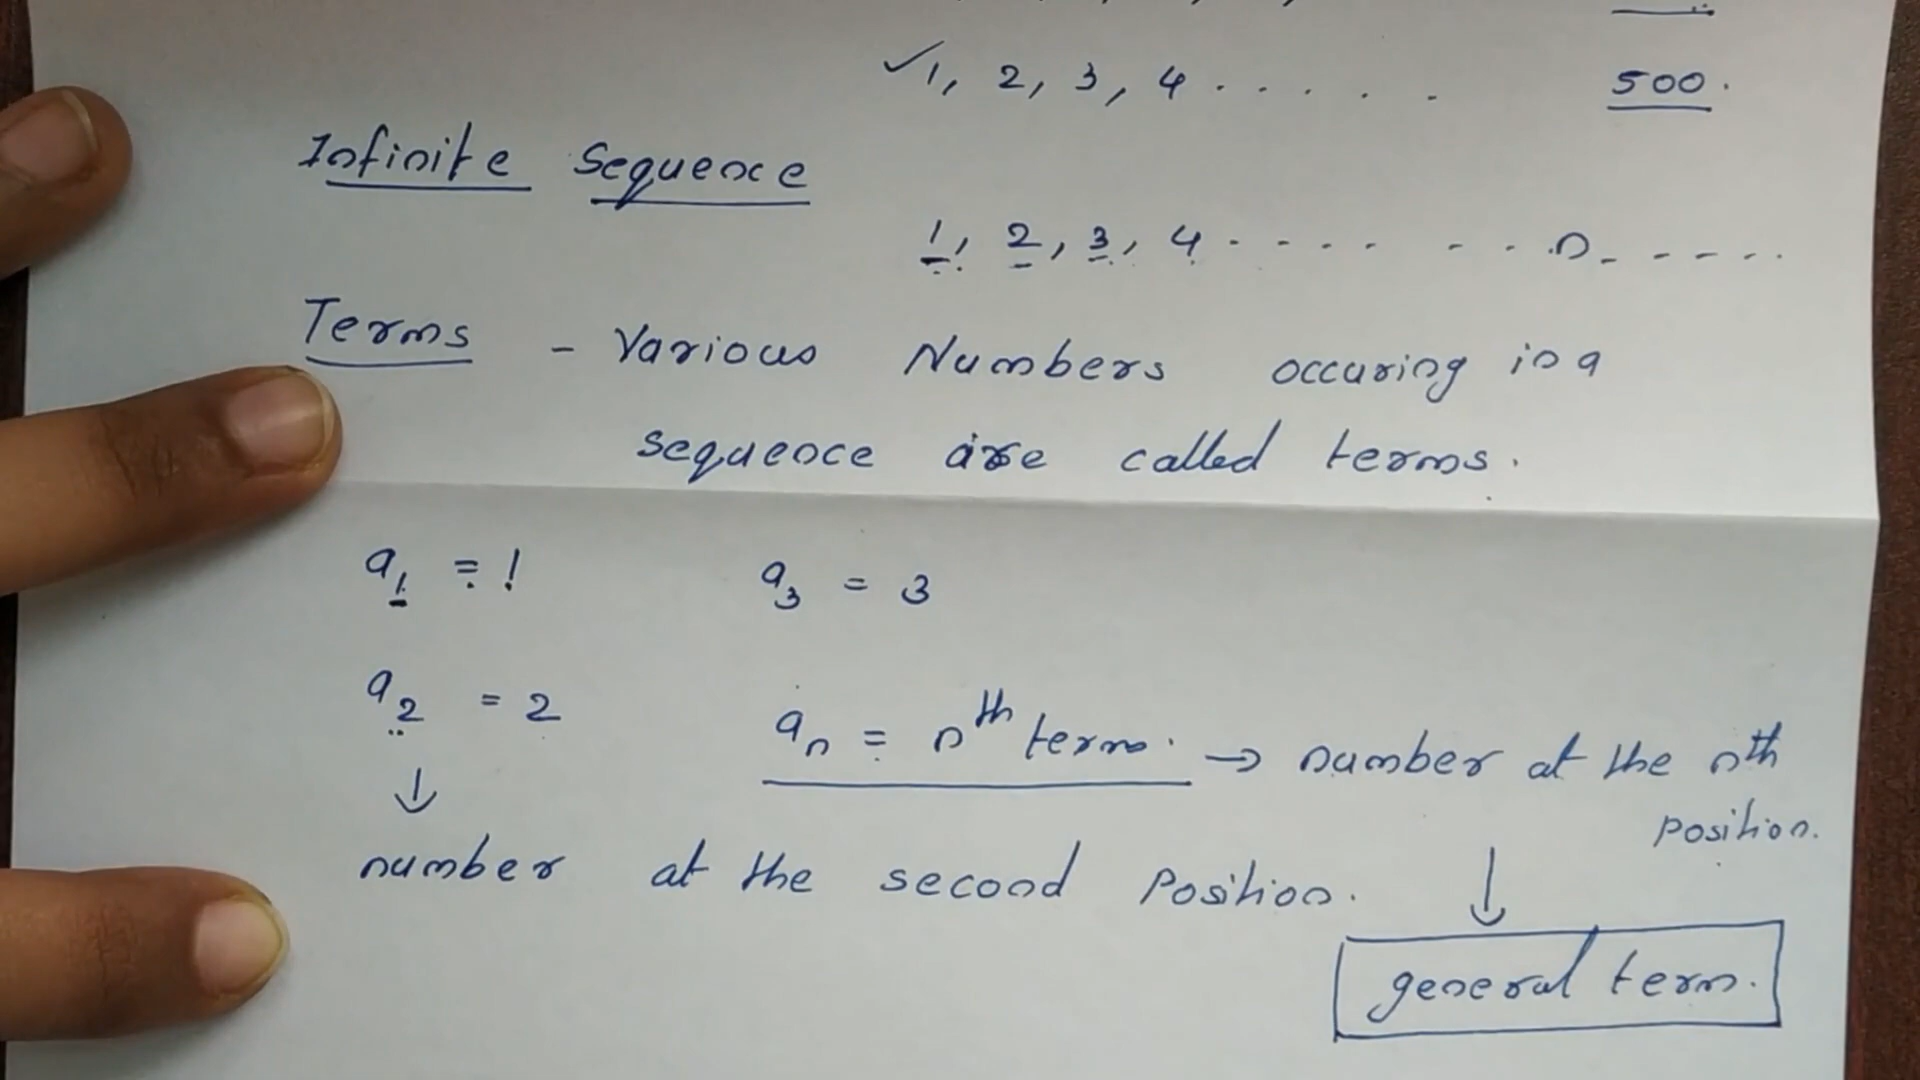 1, 2, 3, 4 . . . . . 500.
Infinite Sequence
1, 2, 3, 4 - - - - - - . n - - - - . .
Terms - Various Numbers occuring in a
sequence are called terms.
a₁ = 1 a₃ = 3
a₂ = 2
aₙ = nth term. → number at the nth
position.
↓
number at the second position.
↓
general term.